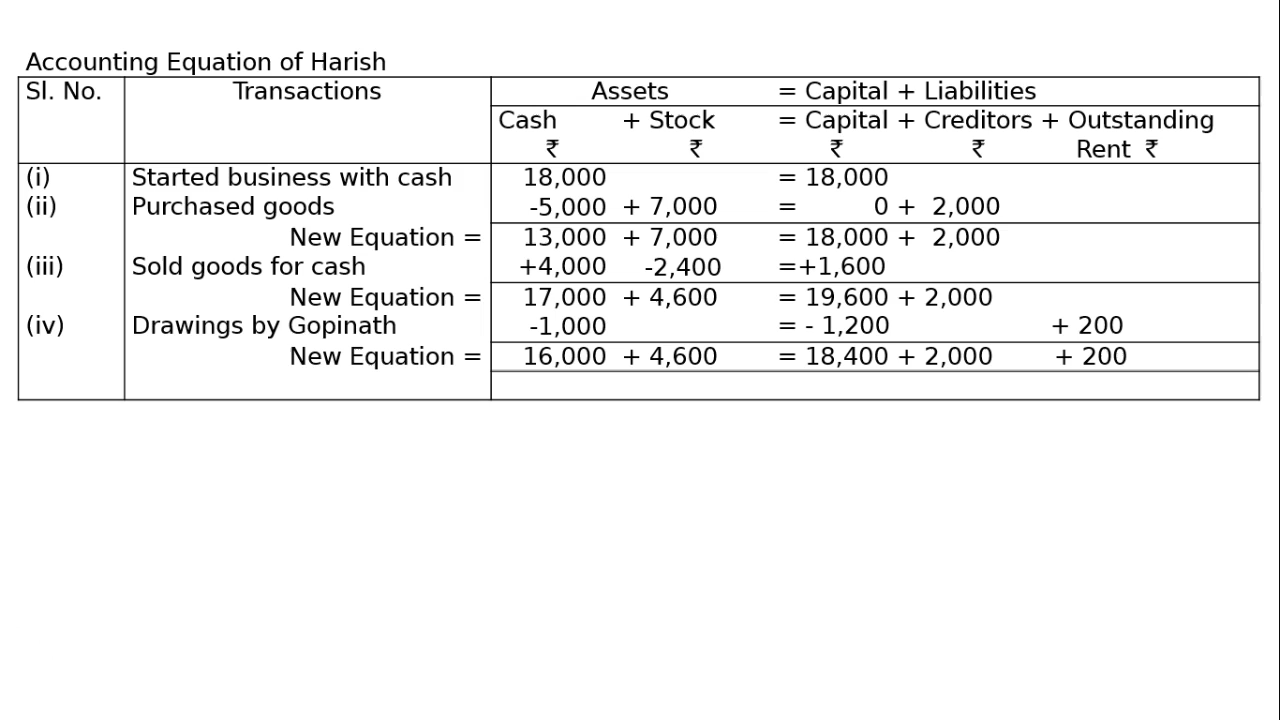 Accounting Equation of Harish
Sl. No. Transactions Assets = Capital + Liabilities
Cash + Stock = Capital + Creditors + Outstanding
₹ ₹ ₹ ₹ Rent ₹
(i) Started business with cash 18,000 = 18,000
(ii) Purchased goods -5,000 + 7,000 = 0 + 2,000
New Equation = 13,000 + 7,000 = 18,000 + 2,000
(iii) Sold goods for cash +4,000 -2,400 =+1,600
New Equation = 17,000 + 4,600 = 19,600 + 2,000
(iv) Drawings by Gopinath -1,000 = - 1,200 + 200
New Equation = 16,000 + 4,600 = 18,400 + 2,000 + 200